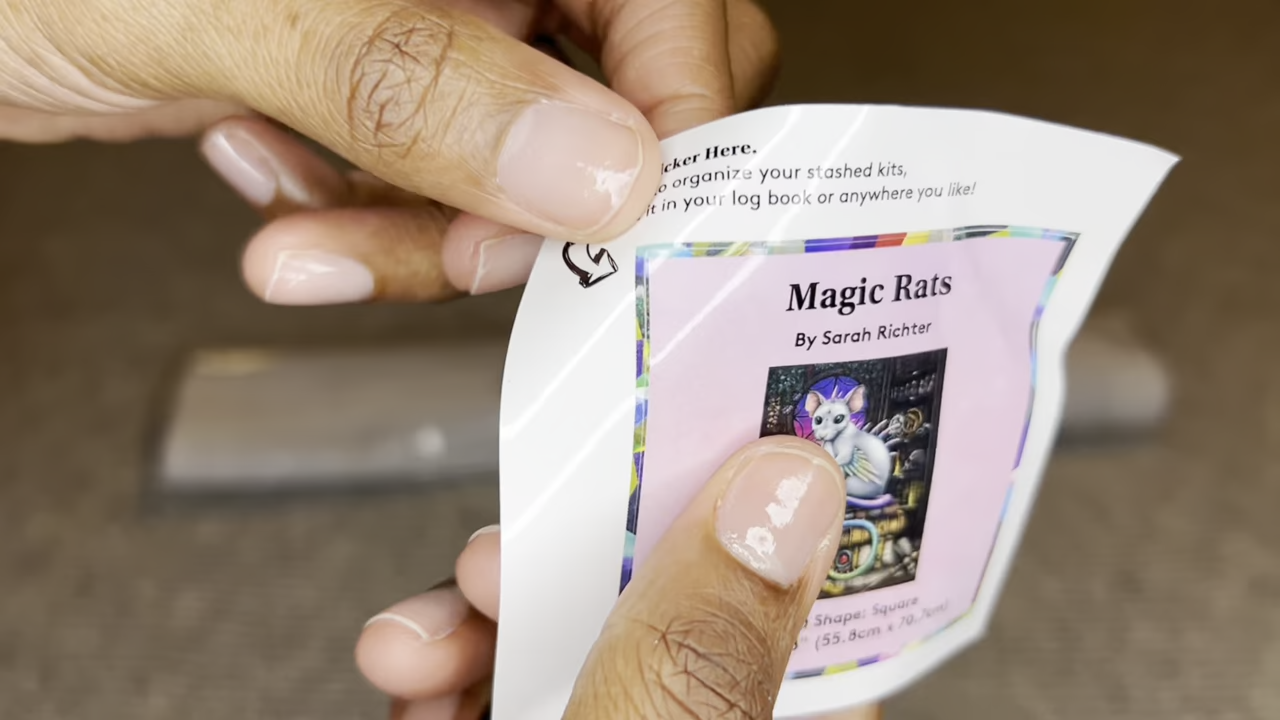 icker Here.
o organize your stashed kits,
it in your log book or anywhere you like!
Magic Rats
By Sarah Richter
Shape: Square
(55.8cm x 70.7cm)